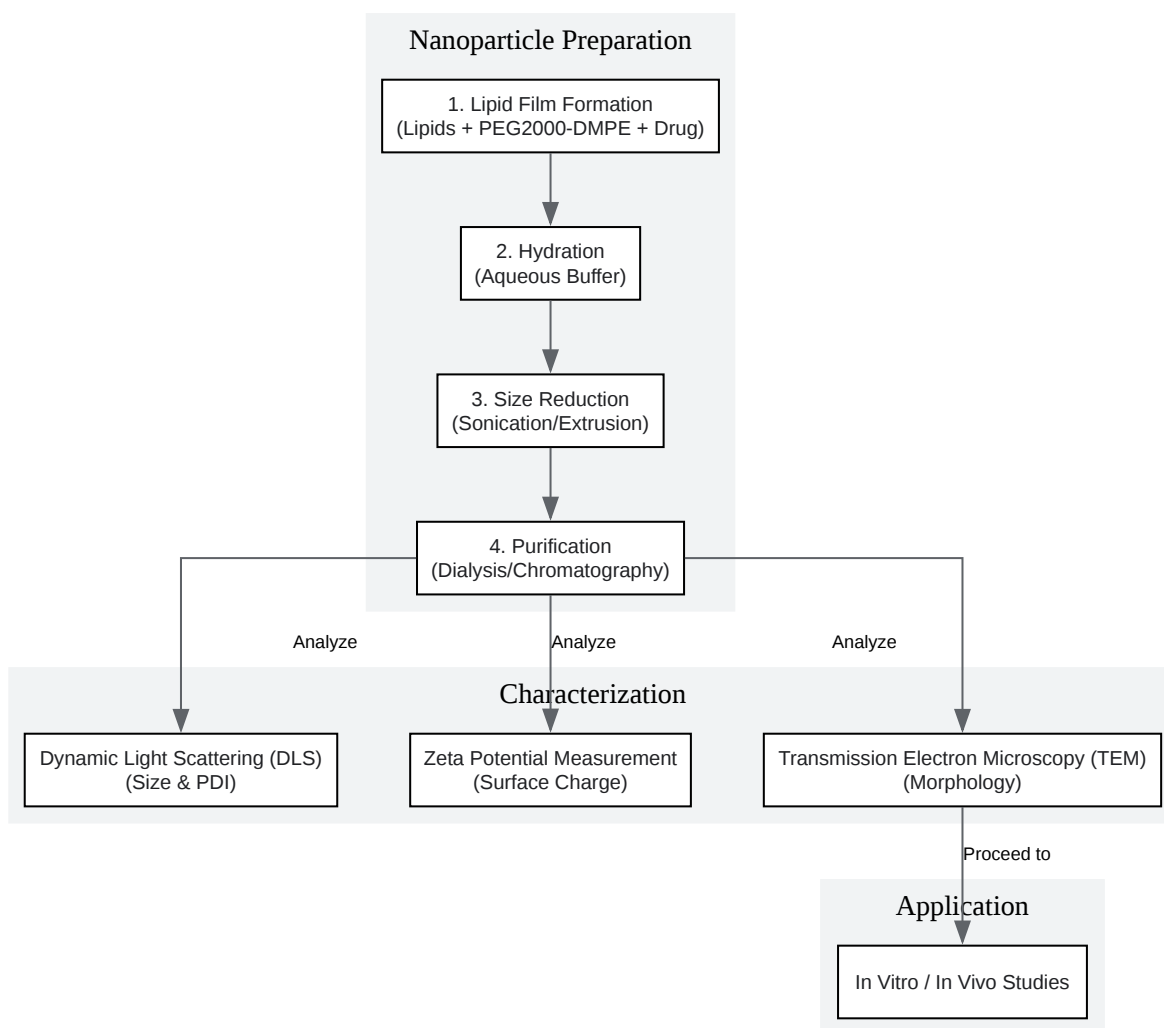 Nanoparticle Preparation
1. Lipid Film Formation
(Lipids + PEG2000-DMPE + Drug)
2. Hydration
(Aqueous Buffer)
3. Size Reduction
(Sonication/Extrusion)
4. Purification
(Dialysis/Chromatography)
Analyze
Analyze
Analyze
Characterization
Dynamic Light Scattering (DLS)
(Size & PDI)
Zeta Potential Measurement
(Surface Charge)
Transmission Electron Microscopy (TEM)
(Morphology)
Proceed to
Application
In Vitro / In Vivo Studies